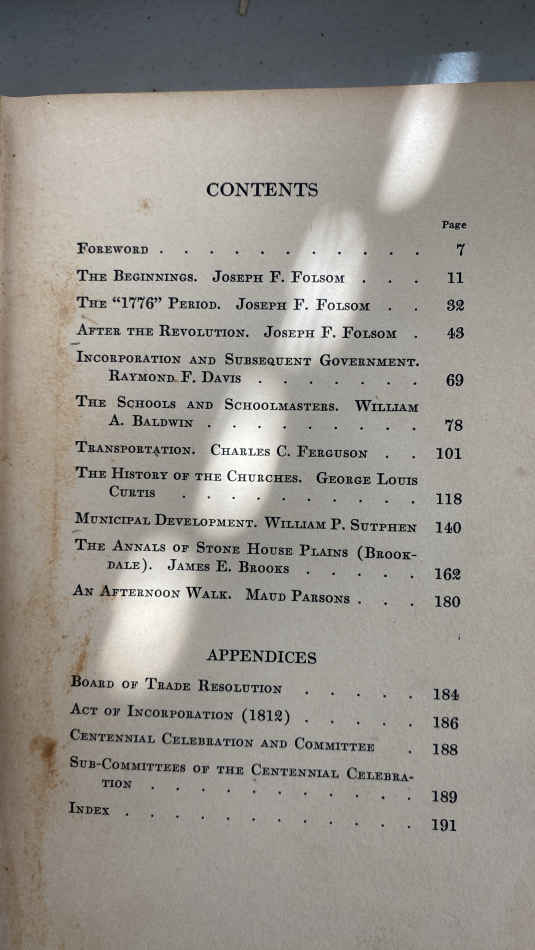 CONTENTS
Page
FOREWORD . . . . . . . . . . . 7
THE BEGINNINGS. JOSEPH F. FOLSOM . . . 11
THE “1776” PERIOD. JOSEPH F. FOLSOM . . 32
AFTER THE REVOLUTION. JOSEPH F. FOLSOM . 43
INCORPORATION AND SUBSEQUENT GOVERNMENT.
RAYMOND F. DAVIS . . . . . . . 69
THE SCHOOLS AND SCHOOLMASTERS. WILLIAM
A. BALDWIN . . . . . . . . . 78
TRANSPORTATION. CHARLES C. FERGUSON . . 101
THE HISTORY OF THE CHURCHES. GEORGE LOUIS
CURTIS . . . . . . . . . . 118
MUNICIPAL DEVELOPMENT. WILLIAM P. SUTPHEN 140
THE ANNALS OF STONE HOUSE PLAINS (BROOK-
DALE). JAMES E. BROOKS . . . . . 162
AN AFTERNOON WALK. MAUD PARSONS . . . 180
APPENDICES
BOARD OF TRADE RESOLUTION . . . . . 184
ACT OF INCORPORATION (1812) . . . . . 186
CENTENNIAL CELEBRATION AND COMMITTEE . 188
SUB-COMMITTEES OF THE CENTENNIAL CELEBRA-
TION . . . . . . . . . . . 189
INDEX . . . . . . . . . . . . 191